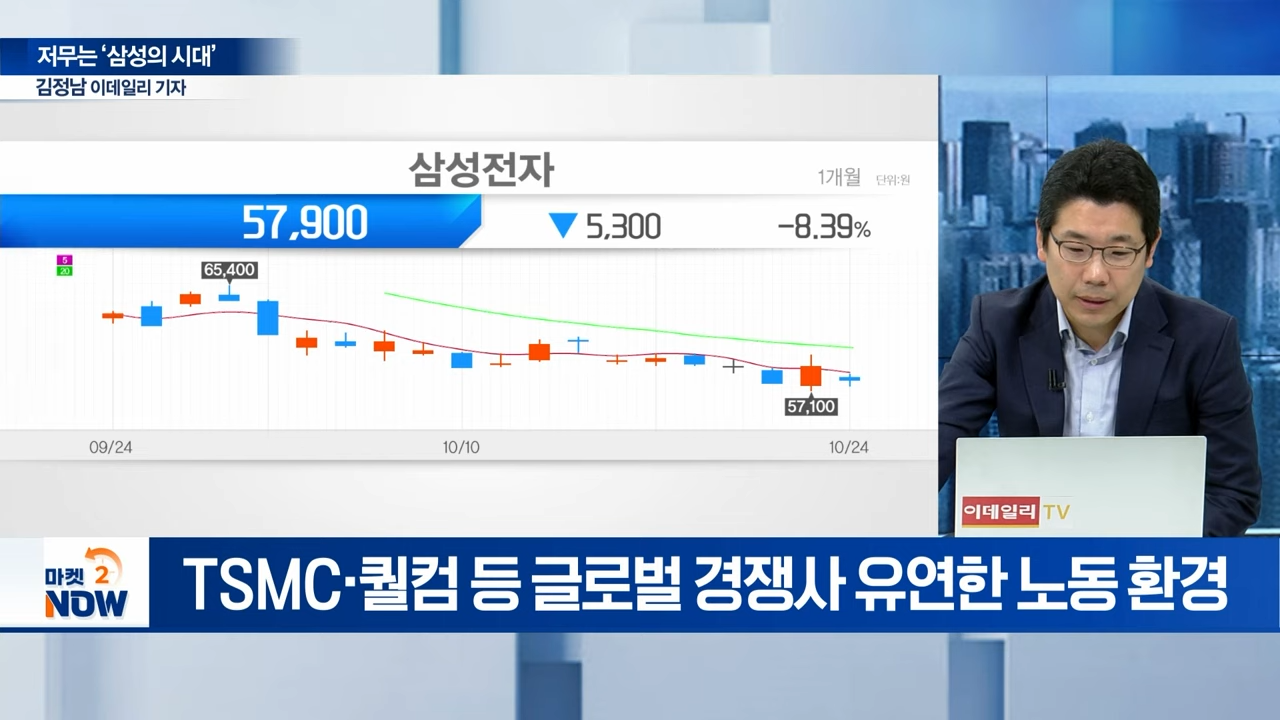 저무는 ‘삼성의 시대’
김정남 이데일리 기자
삼성전자
1개월 단위:원
57,900 ▼ 5,300 -8.39%
5
20
65,400
57,100
09/24 10/10 10/24
이데일리 TV
마켓 2
NOW
TSMC·퀄컴 등 글로벌 경쟁사 유연한 노동 환경